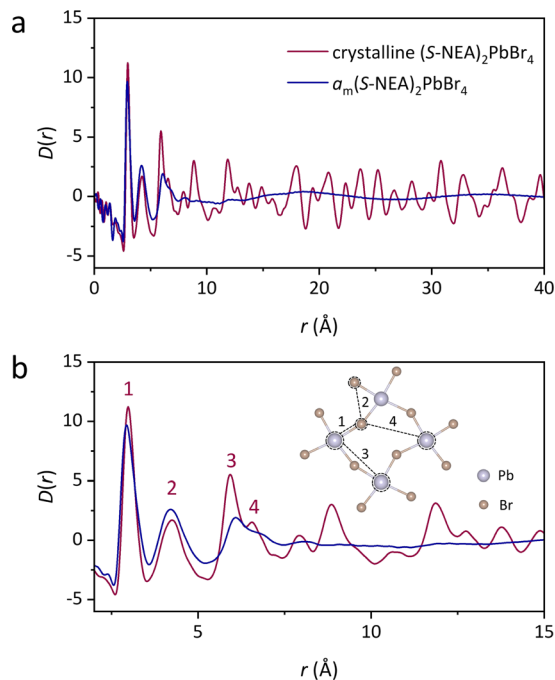 a
crystalline (S-NEA)2PbBr4
am(S-NEA)2PbBr4
D(r)
15
10
5
0
-5
0 10 20 30 40
r (Å)
b
D(r)
15
10
5
0
-5
1
2
3
4
1
2
3
4
Pb
Br
5 10 15
r (Å)